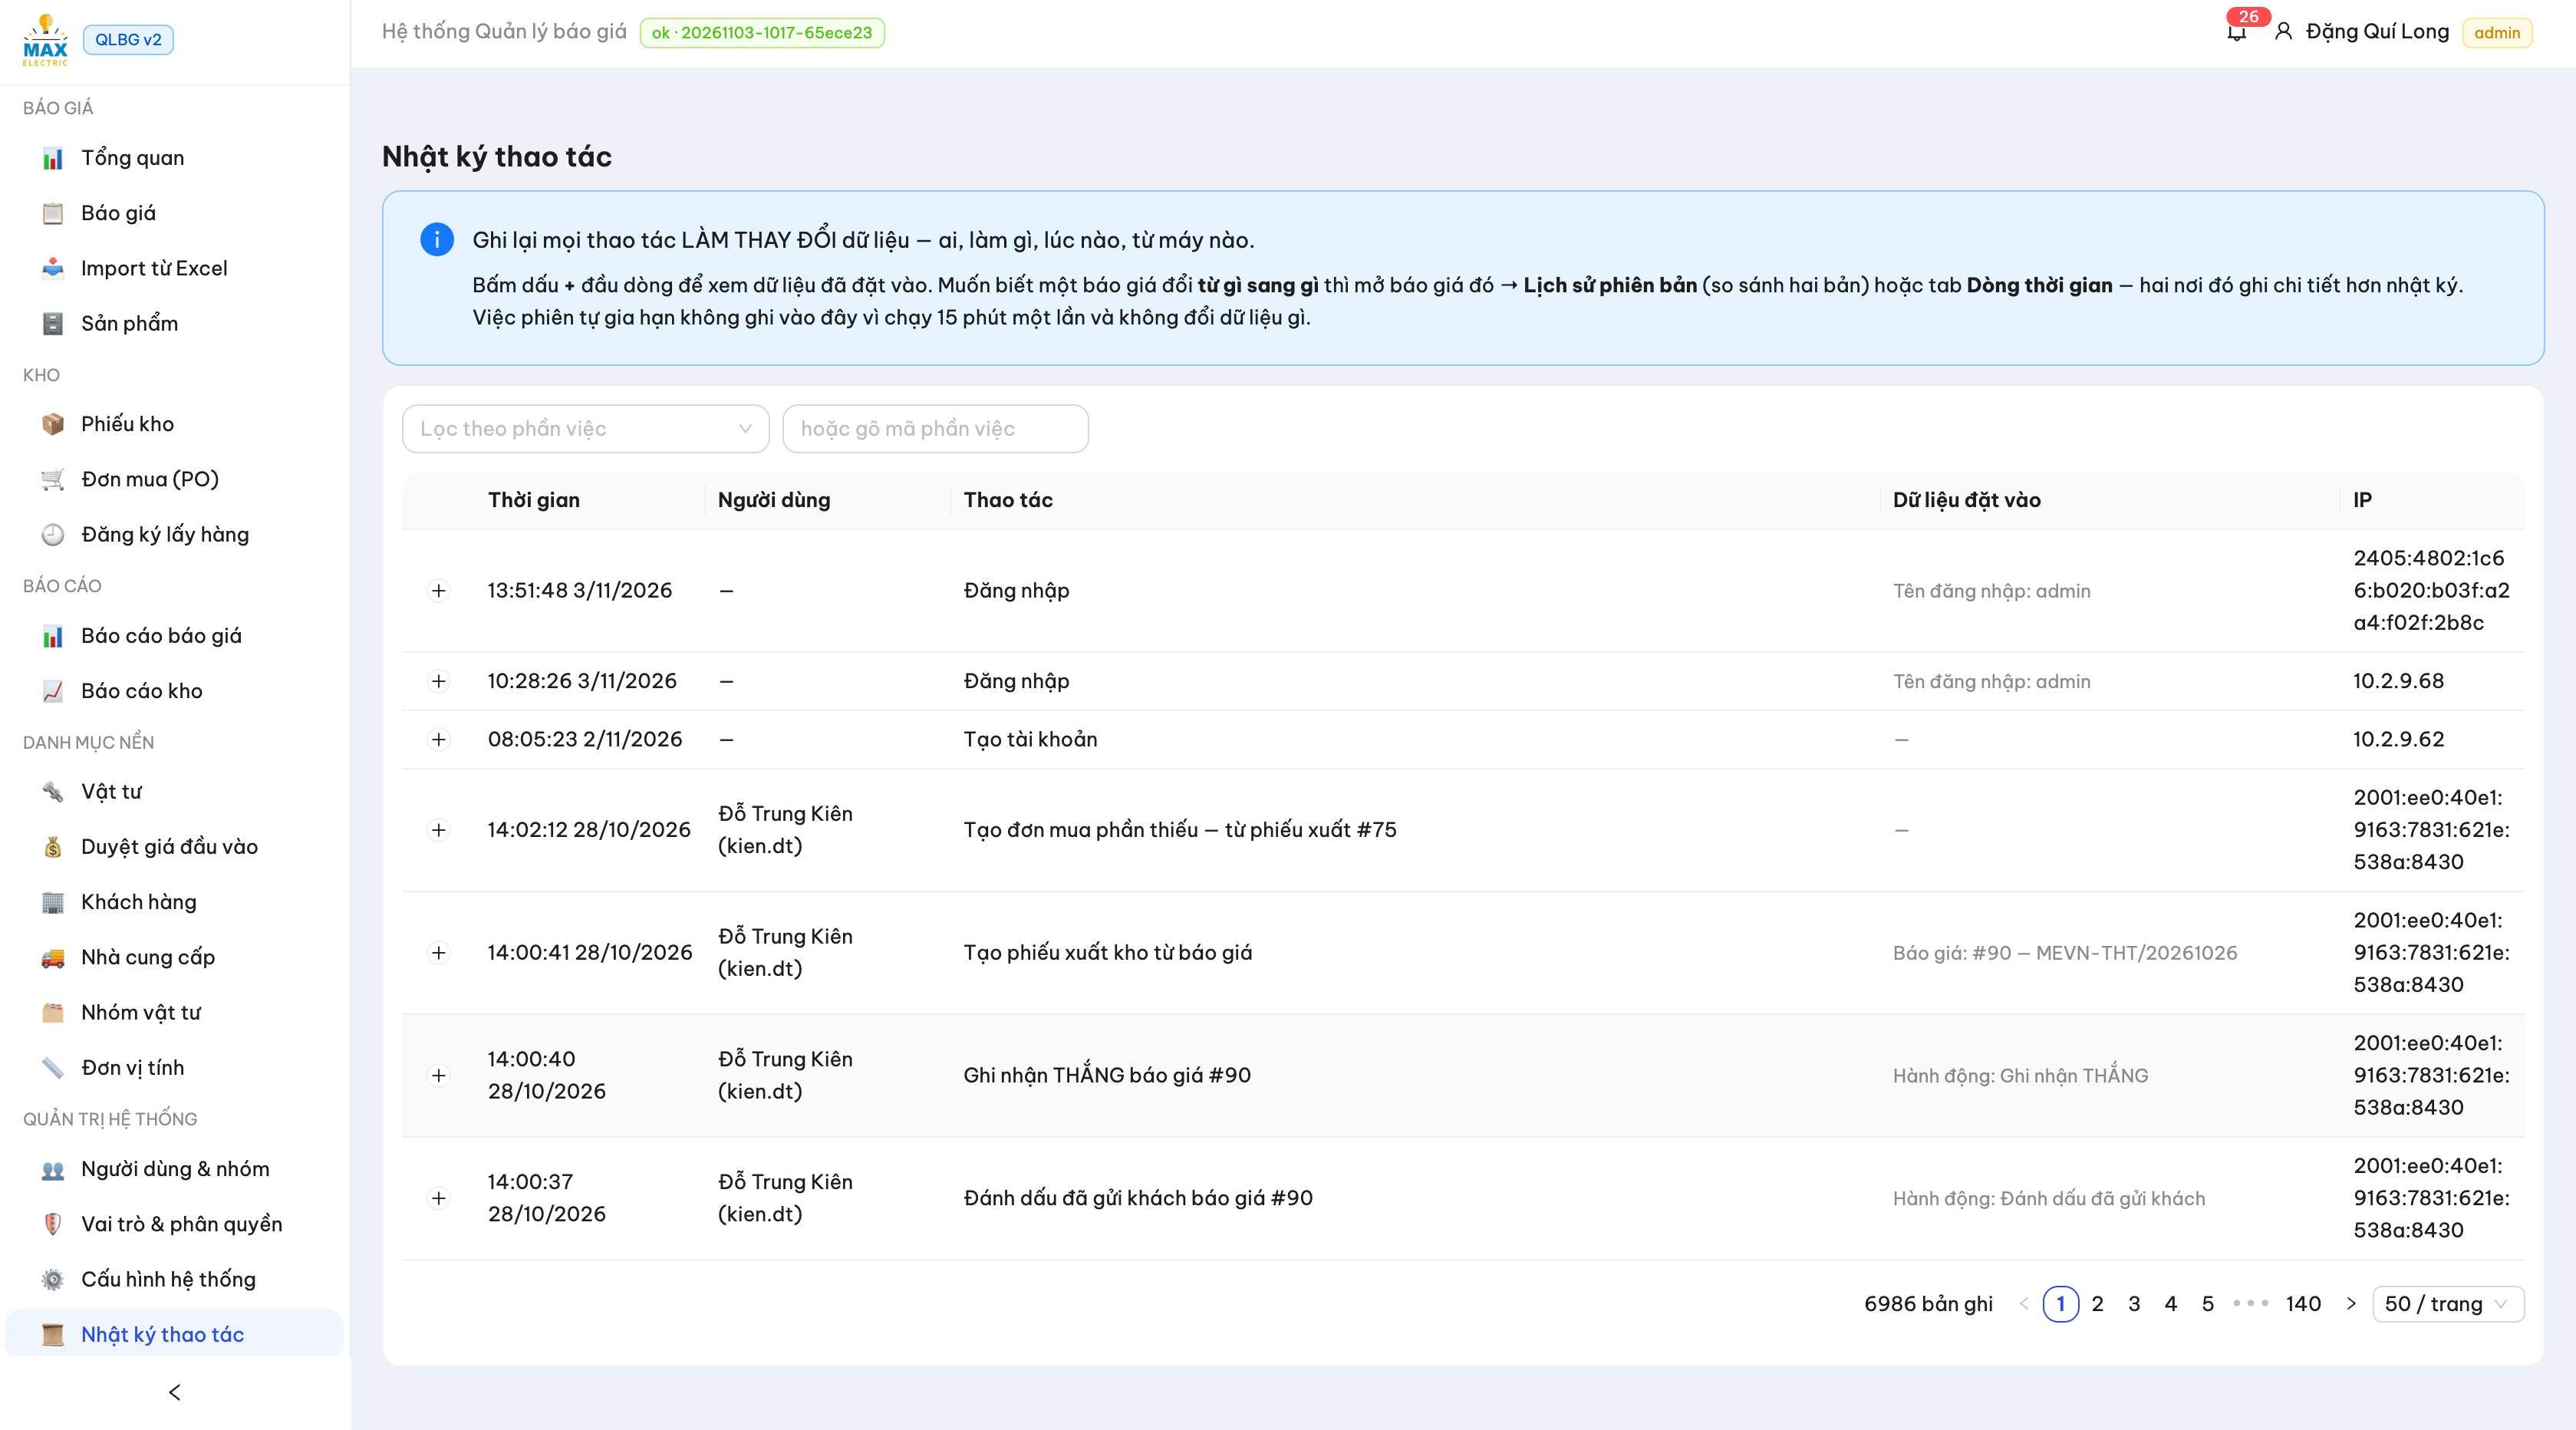 MAX
ELECTRIC
QLBG v2
Hệ thống Quản lý báo giá
ok · 20261103-1017-65ece23
26
Đặng Quí Long
admin
BÁO GIÁ
Tổng quan
Báo giá
Import từ Excel
Sản phẩm
KHO
Phiếu kho
Đơn mua (PO)
Đăng ký lấy hàng
BÁO CÁO
Báo cáo báo giá
Báo cáo kho
DANH MỤC NỀN
Vật tư
Duyệt giá đầu vào
Khách hàng
Nhà cung cấp
Nhóm vật tư
Đơn vị tính
QUẢN TRỊ HỆ THỐNG
Người dùng & nhóm
Vai trò & phân quyền
Cấu hình hệ thống
Nhật ký thao tác
Nhật ký thao tác
Ghi lại mọi thao tác LÀM THAY ĐỔI dữ liệu — ai, làm gì, lúc nào, từ máy nào.
Bấm dấu + đầu dòng để xem dữ liệu đã đặt vào. Muốn biết một báo giá đổi từ gì sang gì thì mở báo giá đó → Lịch sử phiên bản (so sánh hai bản) hoặc tab Dòng thời gian — hai nơi đó ghi chi tiết hơn nhật ký.
Việc phiên tự gia hạn không ghi vào đây vì chạy 15 phút một lần và không đổi dữ liệu gì.
Lọc theo phần việc
hoặc gõ mã phần việc
Thời gian Người dùng Thao tác Dữ liệu đặt vào IP
13:51:48 3/11/2026 — Đăng nhập Tên đăng nhập: admin 2405:4802:1c6
6:b020:b03f:a2
a4:f02f:2b8c
10:28:26 3/11/2026 — Đăng nhập Tên đăng nhập: admin 10.2.9.68
08:05:23 2/11/2026 — Tạo tài khoản — 10.2.9.62
14:02:12 28/10/2026 Đỗ Trung Kiên
(kien.dt) Tạo đơn mua phần thiếu — từ phiếu xuất #75 — 2001:ee0:40e1:
9163:7831:621e:
538a:8430
14:00:41 28/10/2026 Đỗ Trung Kiên
(kien.dt) Tạo phiếu xuất kho từ báo giá Báo giá: #90 — MEVN-THT/20261026 2001:ee0:40e1:
9163:7831:621e:
538a:8430
14:00:40
28/10/2026 Đỗ Trung Kiên
(kien.dt) Ghi nhận THẮNG báo giá #90 Hành động: Ghi nhận THẮNG 2001:ee0:40e1:
9163:7831:621e:
538a:8430
14:00:37
28/10/2026 Đỗ Trung Kiên
(kien.dt) Đánh dấu đã gửi khách báo giá #90 Hành động: Đánh dấu đã gửi khách 2001:ee0:40e1:
9163:7831:621e:
538a:8430
6986 bản ghi 1 2 3 4 5 ••• 140 50 / trang